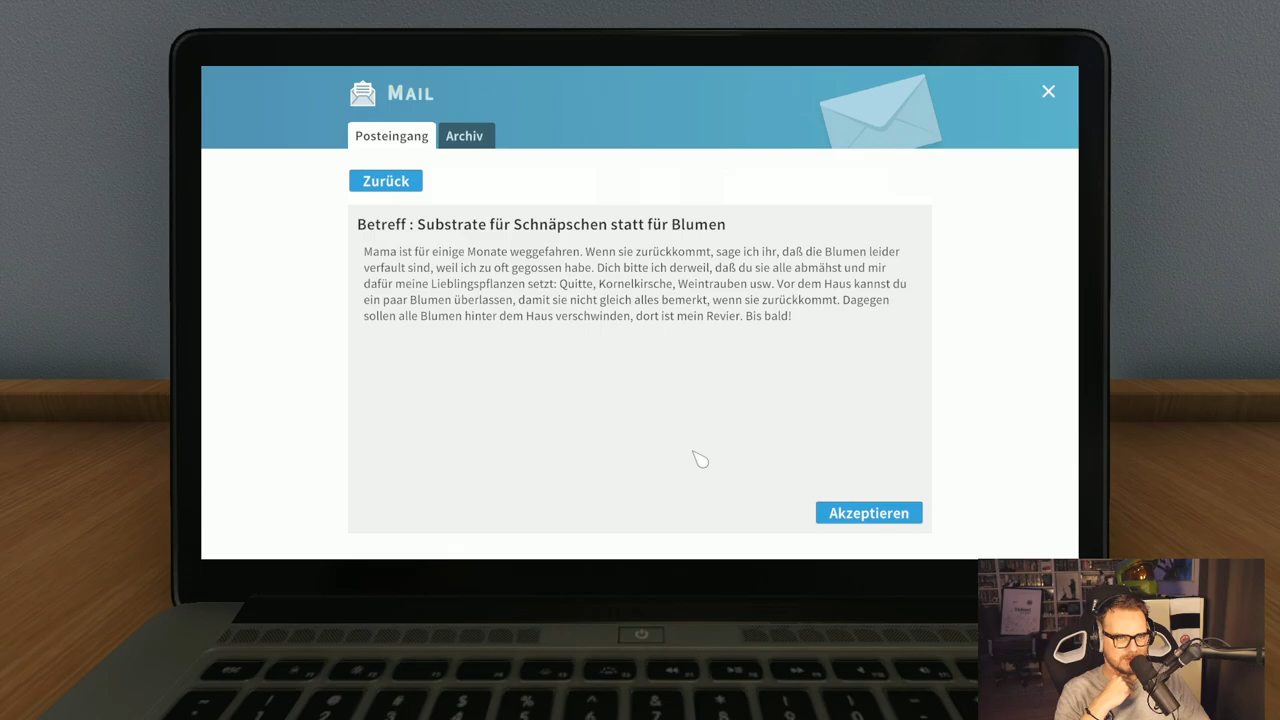 MAIL
Posteingang
Archiv
Zurück
Betreff : Substrate für Schnäpschen statt für Blumen
Mama ist für einige Monate weggefahren. Wenn sie zurückkommt, sage ich ihr, daß die Blumen leider
verfault sind, weil ich zu oft gegossen habe. Dich bitte ich derweil, daß du sie alle abmähst und mir
dafür meine Lieblingspflanzen setzt: Quitte, Kornelkirsche, Weintrauben usw. Vor dem Haus kannst du
ein paar Blumen überlassen, damit sie nicht gleich alles bemerkt, wenn sie zurückkommt. Dagegen
sollen alle Blumen hinter dem Haus verschwinden, dort ist mein Revier. Bis bald!
Akzeptieren